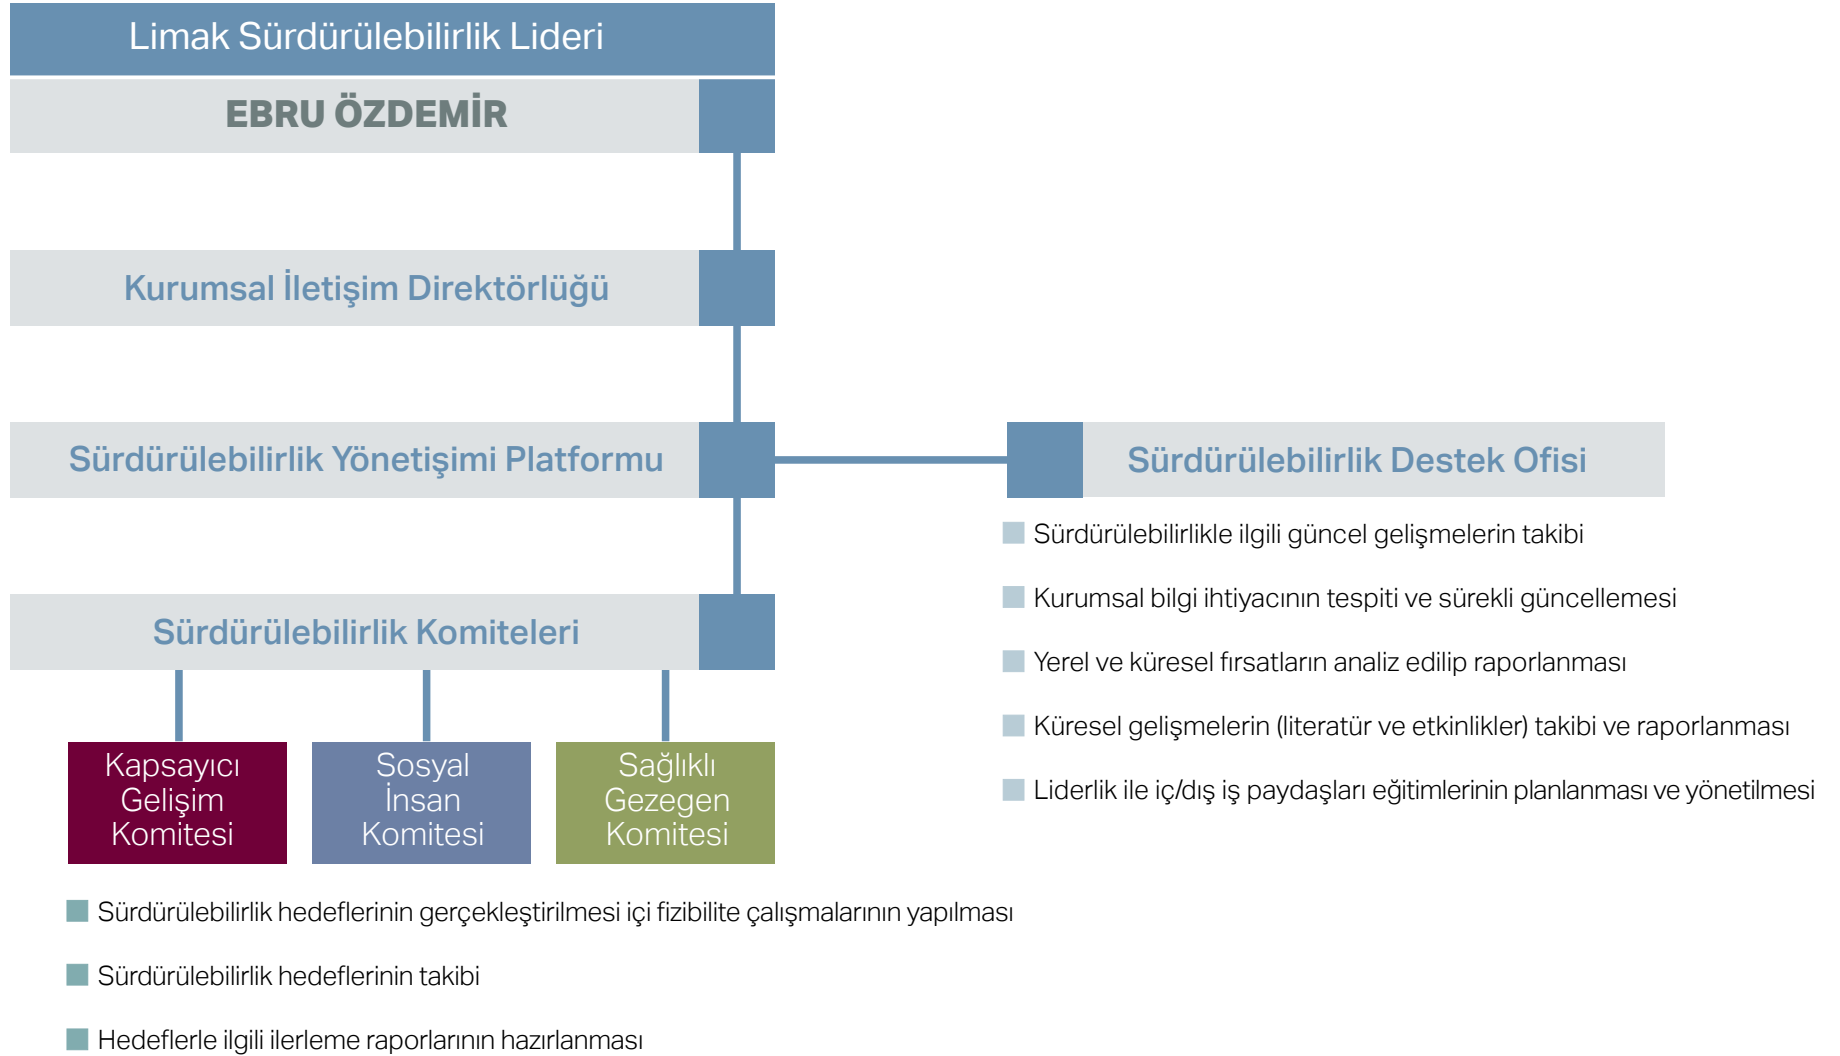 Limak Sürdürülebilirlik Lideri
EBRU ÖZDEMİR
Kurumsal İletişim Direktörlüğü
Sürdürülebilirlik Yönetişimi Platformu
Sürdürülebilirlik Destek Ofisi
Sürdürülebilirlikle ilgili güncel gelişmelerin takibi
Kurumsal bilgi ihtiyacının tespiti ve sürekli güncellemesi
Yerel ve küresel fırsatların analiz edilip raporlanması
Küresel gelişmelerin (literatür ve etkinlikler) takibi ve raporlanması
Liderlik ile iç/dış iş paydaşları eğitimlerinin planlanması ve yönetilmesi
Sürdürülebilirlik Komiteleri
Kapsayıcı
Gelişim
Komitesi
Sosyal
İnsan
Komitesi
Sağlıklı
Gezegen
Komitesi
Sürdürülebilirlik hedeflerinin gerçekleştirilmesi içi fizibilite çalışmalarının yapılması
Sürdürülebilirlik hedeflerinin takibi
Hedeflerle ilgili ilerleme raporlarının hazırlanması